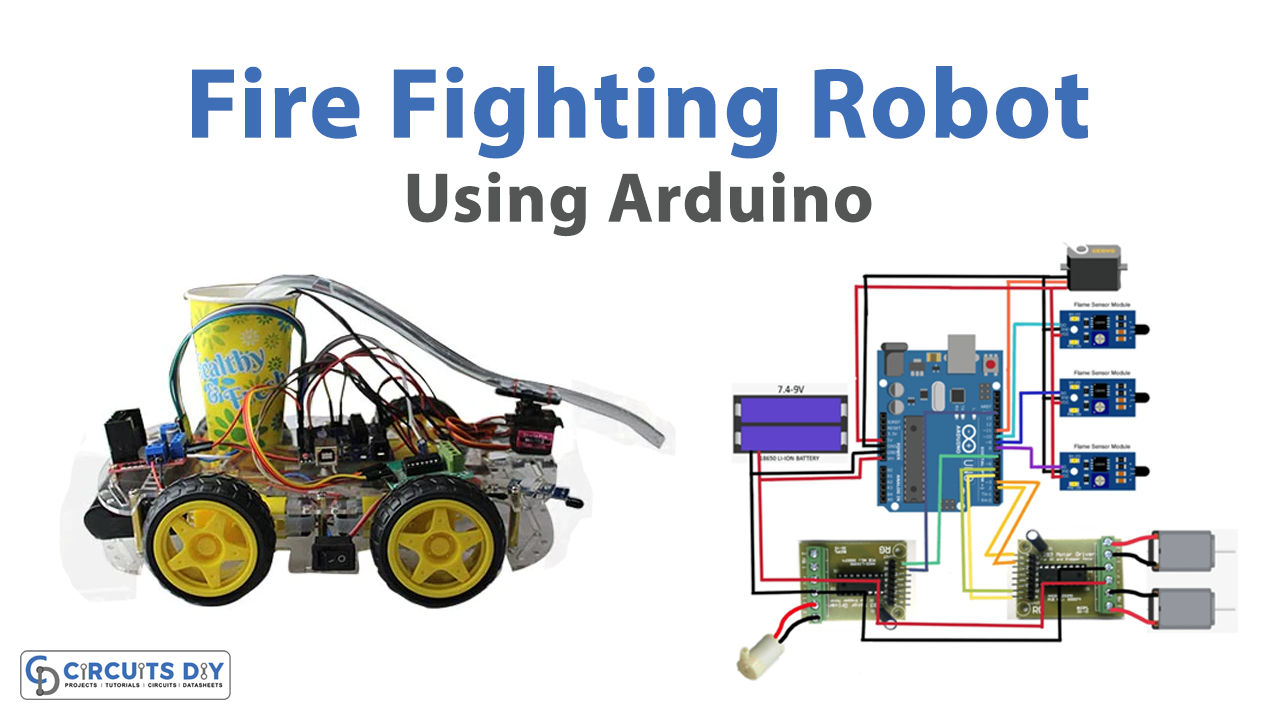 Fire Fighting Robot
Using Arduino
Flame Sensor Module
Flame Sensor Module
7.4-9V
18650 LI-ION BATTERY
Flame Sensor Module
ARDUINO
Healthy
CIRCUITS DIY
PROJECTS | TUTORIALS | CIRCUITS | DATASHEETS